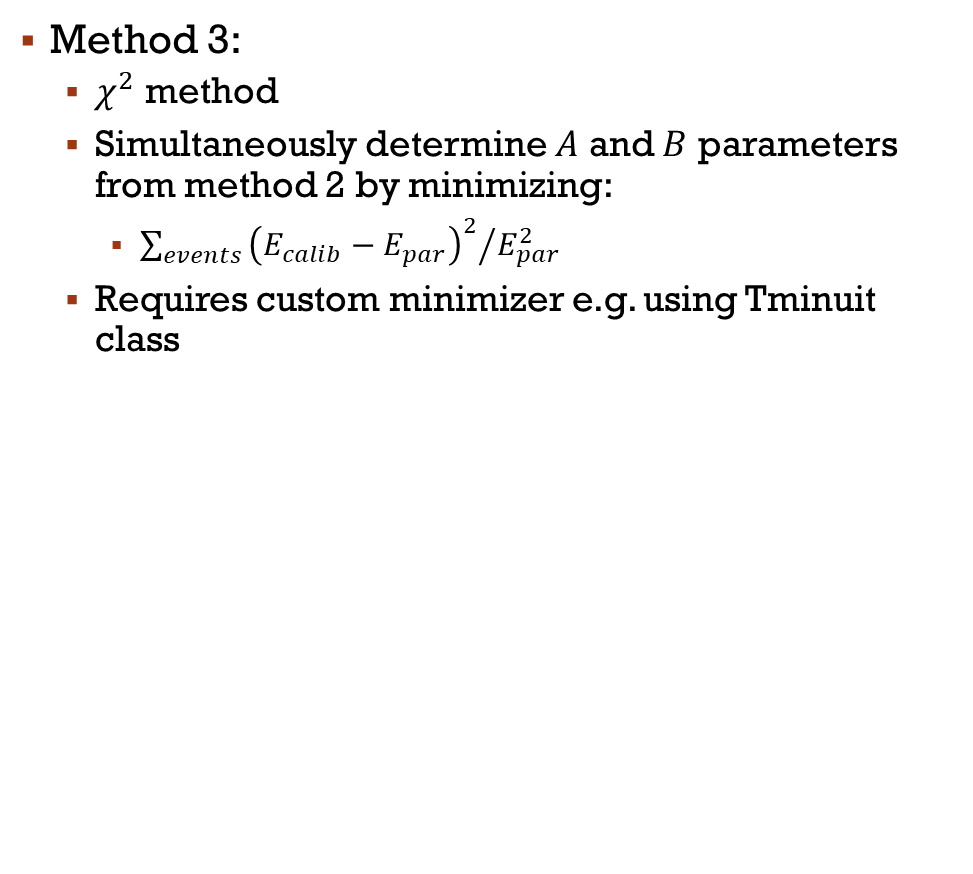 ▪ Method 3:
▪ χ² method
▪ Simultaneously determine A and B parameters
from method 2 by minimizing:
▪ ∑events (Ecalib − Epar)²/E²par
▪ Requires custom minimizer e.g. using Tminuit
class